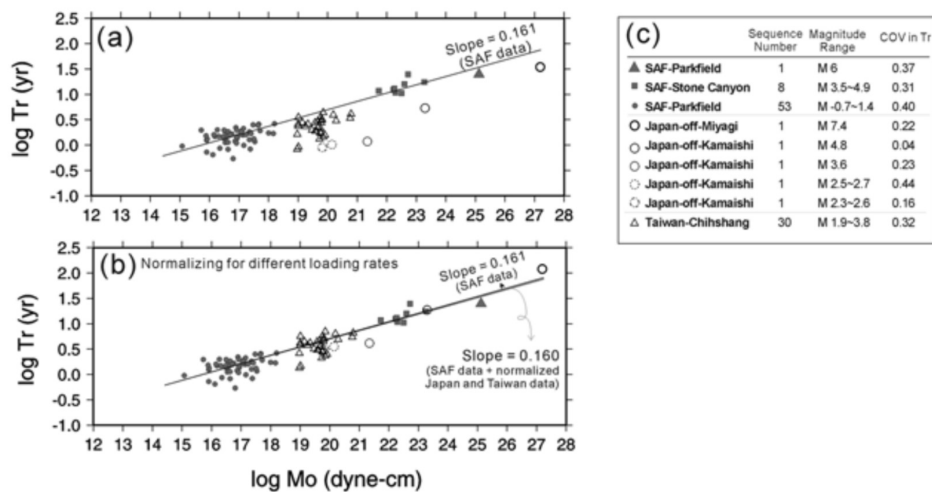 (a)
Slope = 0.161
(SAF data)
log Tr (yr)
2.5
2.0
1.5
1.0
0.5
0.0
-0.5
-1.0
12 13 14 15 16 17 18 19 20 21 22 23 24 25 26 27 28
(b) Normalizing for different loading rates
Slope = 0.161
(SAF data)
Slope = 0.160
(SAF data + normalized
Japan and Taiwan data)
log Tr (yr)
2.5
2.0
1.5
1.0
0.5
0.0
-0.5
-1.0
12 13 14 15 16 17 18 19 20 21 22 23 24 25 26 27 28
log Mo (dyne-cm)
(c) Sequence Number Magnitude Range COV in Tr
SAF-Parkfield 1 M 6 0.37
SAF-Stone Canyon 8 M 3.5~4.9 0.31
SAF-Parkfield 53 M -0.7~1.4 0.40
Japan-off-Miyagi 1 M 7.4 0.22
Japan-off-Kamaishi 1 M 4.8 0.04
Japan-off-Kamaishi 1 M 3.6 0.23
Japan-off-Kamaishi 1 M 2.5~2.7 0.44
Japan-off-Kamaishi 1 M 2.3~2.6 0.16
Taiwan-Chihshang 30 M 1.9~3.8 0.32